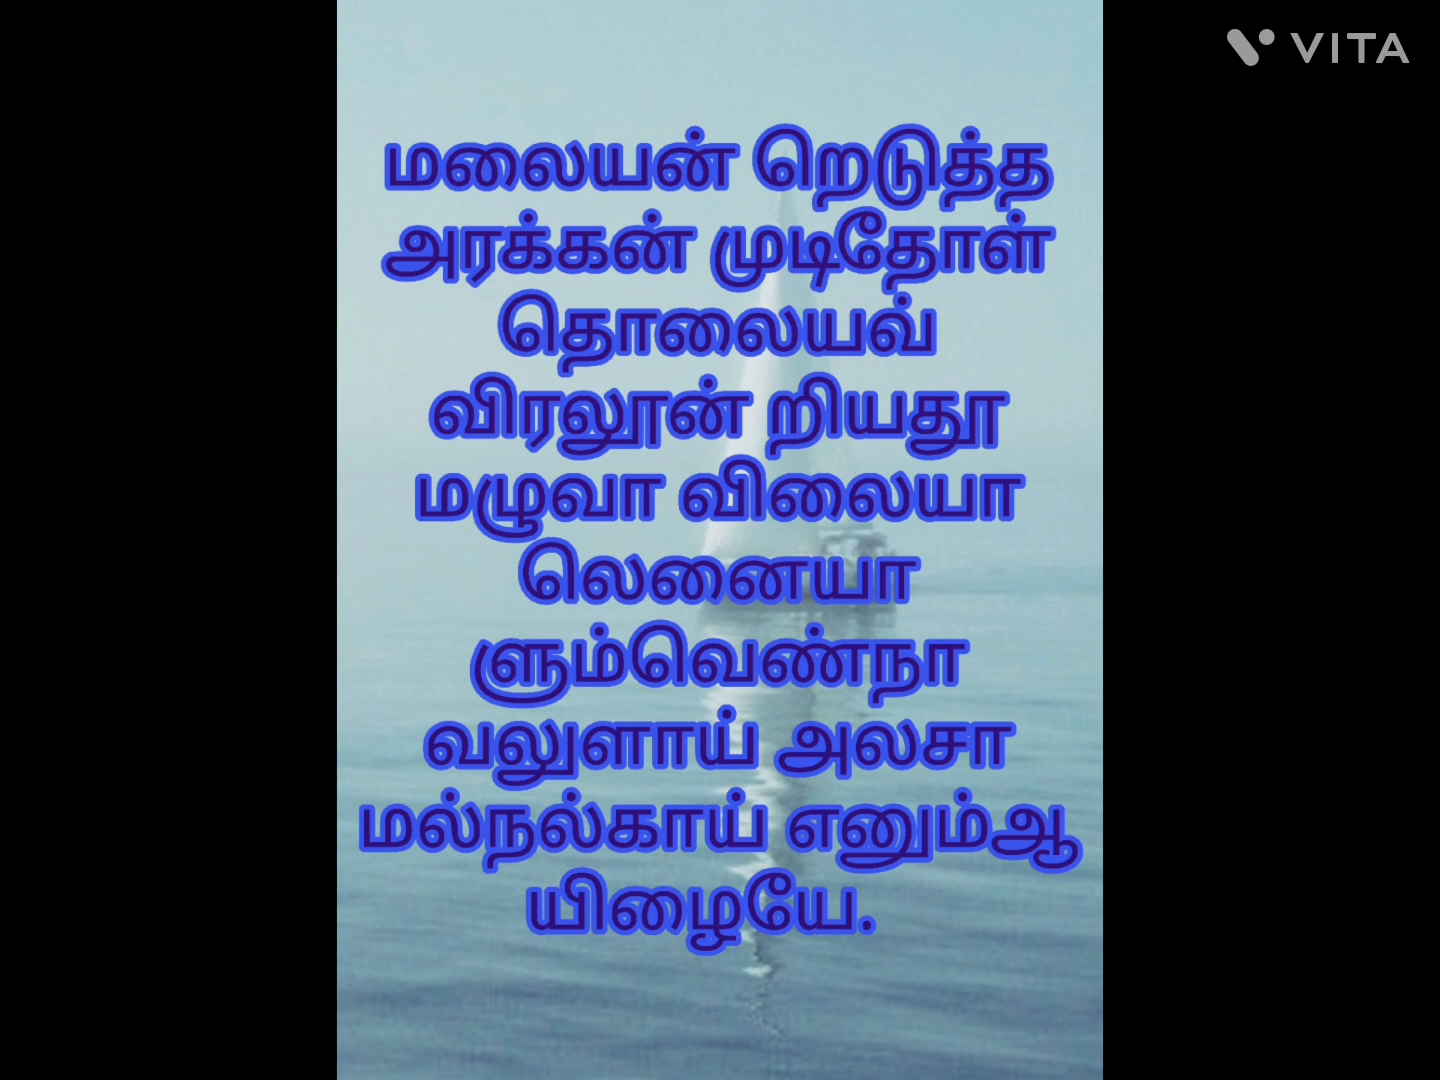 VITA
மலையன் றெடுத்த
அரக்கன் முடிதோள்
தொலையவ்
விரலூன் றியதூ
மழுவா விலையா
லெனையா
ளும்வெண்நா
வலுளாய் அலசா
மல்நல்காய் எனும்ஆ
யிழையே.